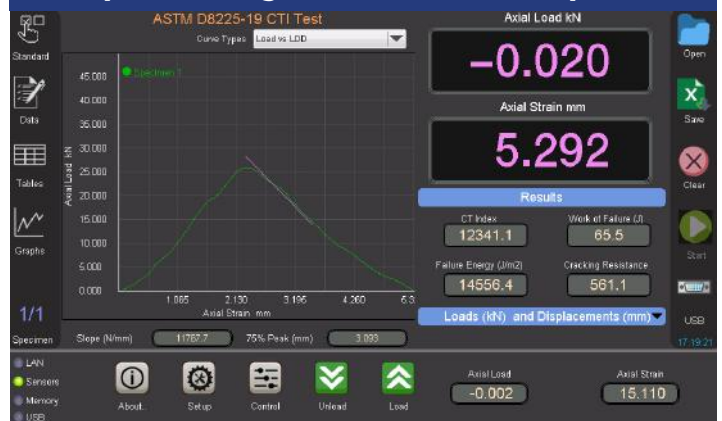 ASTM D8225-19 CTI Test
Curve Types Load vs LDD
Specimen 1
Axial Load kN
45.000
40.000
35.000
30.000
25.000
20.000
15.000
10.000
5.000
0.000
1.065 2.130 3.195 4.260 6.3
Axial Strain mm
Slope (N/mm) 11767.7 75% Peak (mm) 3.093
Standard
Data
Tables
Graphs
1/1
Specimen
Axial Load kN
-0.020
Axial Strain mm
5.292
Results
CT Index Work of Failure (J)
12341.1 65.5
Failure Energy (J/m2) Cracking Resistance
14556.4 561.1
Loads (kN) and Displacements (mm)
Open
Save
Clear
Start
USB
17:19:21
LAN
Sensors
Memory
USB
About..
Setup
Control
Unload
Load
Axial Load Axial Strain
-0.002 15.110